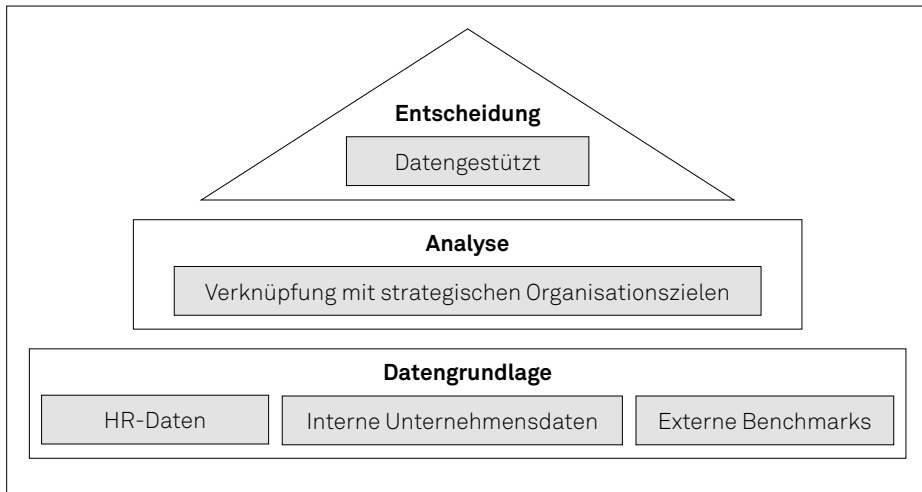 Entscheidung
Datengestützt
Analyse
Verknüpfung mit strategischen Organisationszielen
Datengrundlage
HR-Daten
Interne Unternehmensdaten
Externe Benchmarks